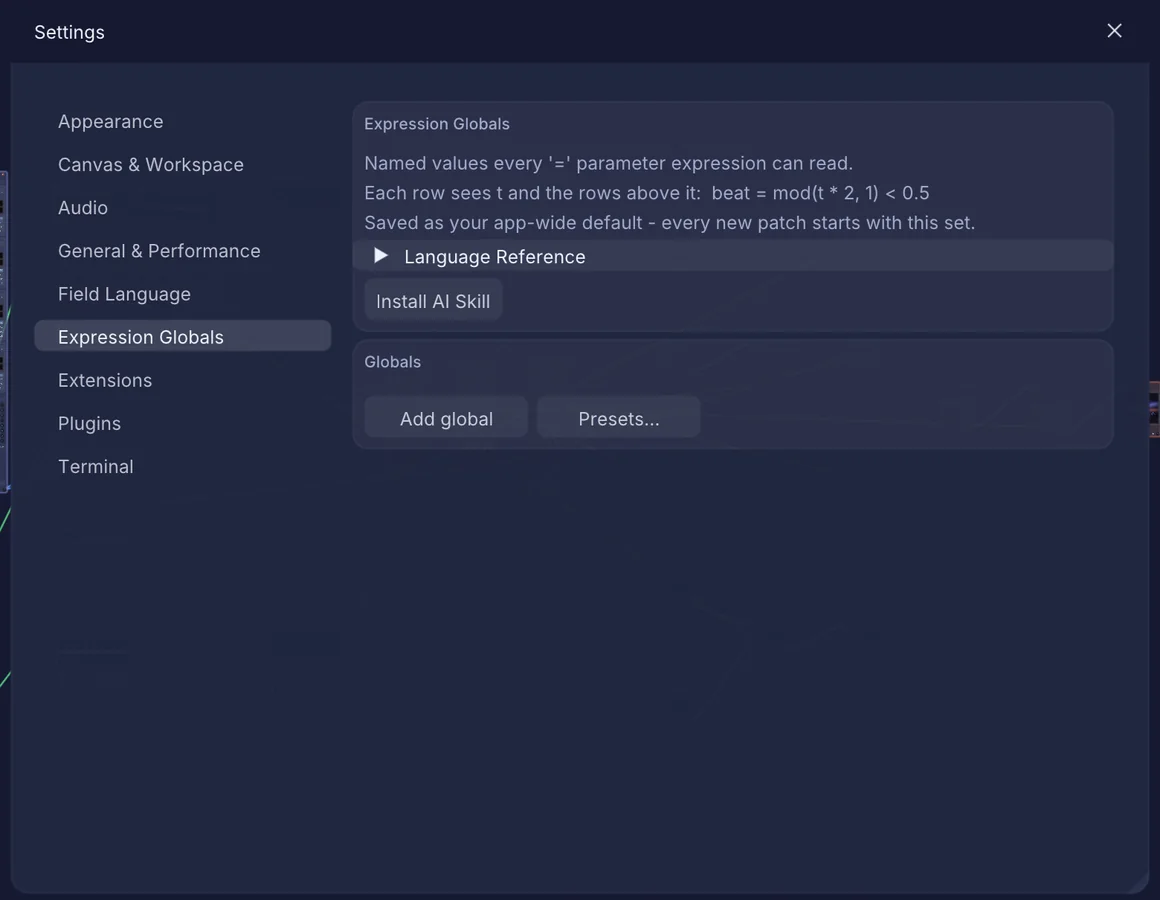 Settings
Appearance
Canvas & Workspace
Audio
General & Performance
Field Language
Expression Globals
Extensions
Plugins
Terminal
Expression Globals
Named values every '=' parameter expression can read.
Each row sees t and the rows above it:  beat = mod(t * 2, 1) < 0.5
Saved as your app-wide default - every new patch starts with this set.
Language Reference
Install AI Skill
Globals
Add global
Presets...